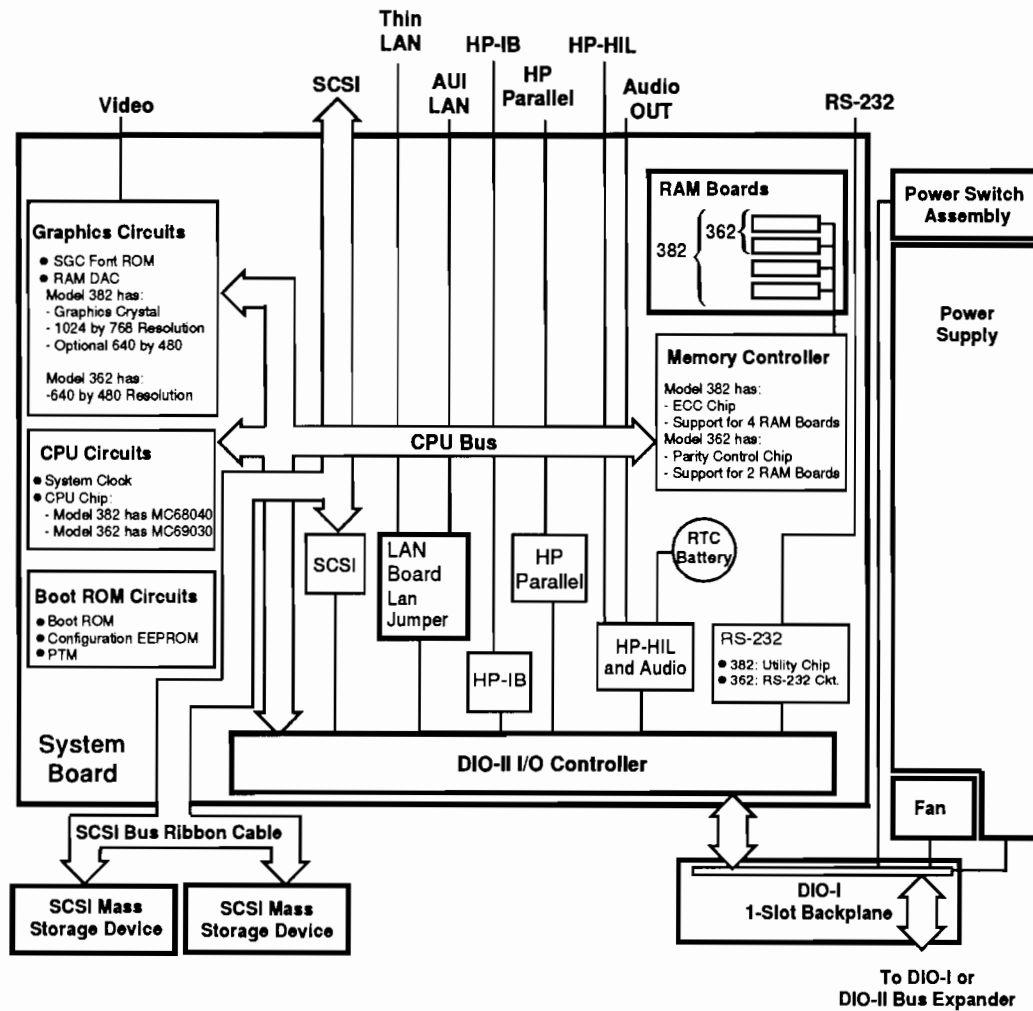 Thin
LAN
HP-IB
HP-HIL
SCSI
AUI
LAN
HP
Parallel
Audio
OUT
Video
RS-232
RAM Boards
362
382
Power Switch
Assembly
Graphics Circuits
● SGC Font ROM
● RAM DAC
Model 382 has:
- Graphics Crystal
- 1024 by 768 Resolution
- Optional 640 by 480
Model 362 has:
-640 by 480 Resolution
Power
Supply
Memory Controller
Model 382 has:
- ECC Chip
- Support for 4 RAM Boards
Model 362 has:
- Parity Control Chip
- Support for 2 RAM Boards
CPU Bus
CPU Circuits
● System Clock
● CPU Chip:
- Model 382 has MC68040
- Model 362 has MC69030
SCSI
LAN
Board
Lan
Jumper
HP
Parallel
RTC
Battery
Boot ROM Circuits
● Boot ROM
● Configuration EEPROM
● PTM
HP-IB
HP-HIL
and Audio
RS-232
● 382: Utility Chip
● 362: RS-232 Ckt.
System
Board
DIO-II I/O Controller
Fan
SCSI Bus Ribbon Cable
SCSI Mass
Storage Device
SCSI Mass
Storage Device
DIO-I
1-Slot Backplane
To DIO-I or
DIO-II Bus Expander